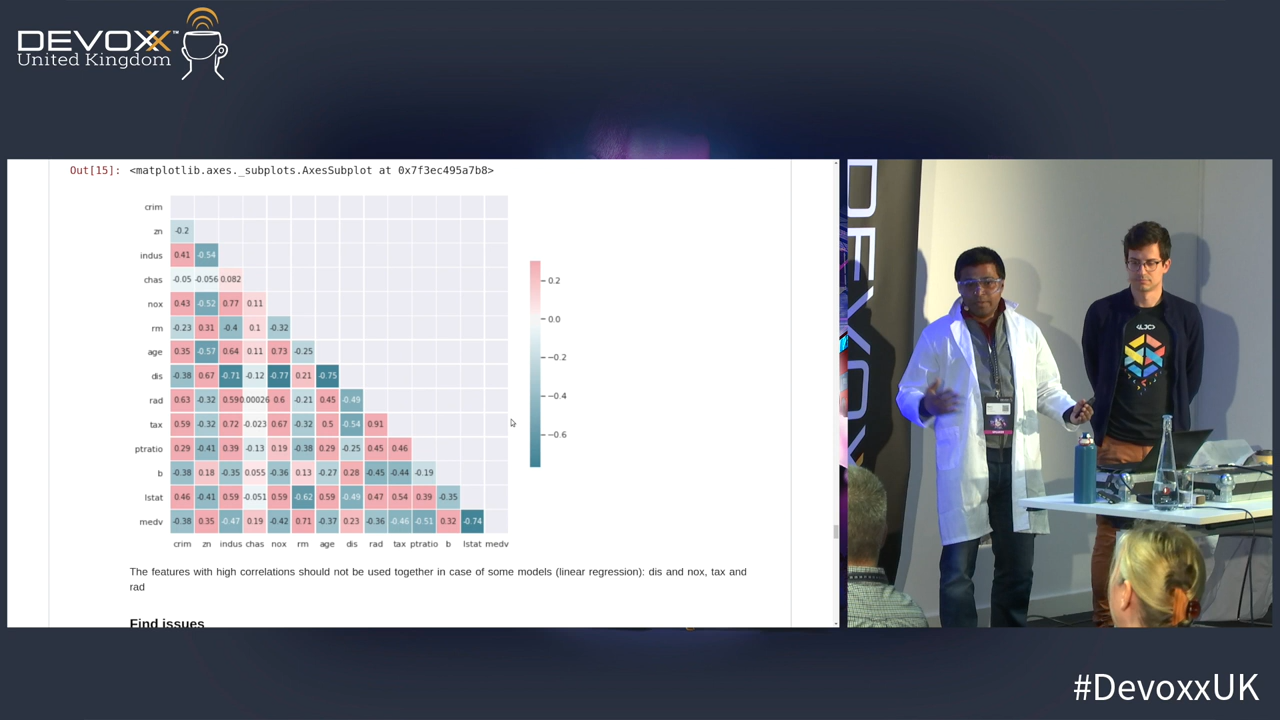 DEVOXX™
United Kingdom
Out[15]: <matplotlib.axes._subplots.AxesSubplot at 0x7f3ec495a7b8>
crim
zn -0.2
indus 0.41 -0.54
chas -0.05 -0.056 0.082
nox 0.43 -0.52 0.77 0.11
rm -0.23 0.31 -0.4 0.1 -0.32
age 0.35 -0.57 0.64 0.11 0.73 -0.25
dis -0.38 0.67 -0.71 -0.12 -0.77 0.21 -0.75
rad 0.63 -0.32 0.59 0.00026 0.6 -0.21 0.45 -0.49
tax 0.59 -0.32 0.72 -0.023 0.67 -0.32 0.5 -0.54 0.91
ptratio 0.29 -0.41 0.39 -0.13 0.19 -0.38 0.29 -0.25 0.45 0.46
b -0.38 0.18 -0.35 0.055 -0.36 0.13 -0.27 0.28 -0.45 -0.44 -0.19
lstat 0.46 -0.41 0.59 -0.051 0.59 -0.62 0.59 -0.49 0.47 0.54 0.39 -0.35
medv -0.38 0.35 -0.47 0.19 -0.42 0.71 -0.37 0.23 -0.36 -0.46 -0.51 0.32 -0.74
crim zn indus chas nox rm age dis rad tax ptratio b lstat medv
0.2
0.0
−0.2
−0.4
−0.6
The features with high correlations should not be used together in case of some models (linear regression): dis and nox, tax and
rad
Find issues
DEVOXX
#DevoxxUK